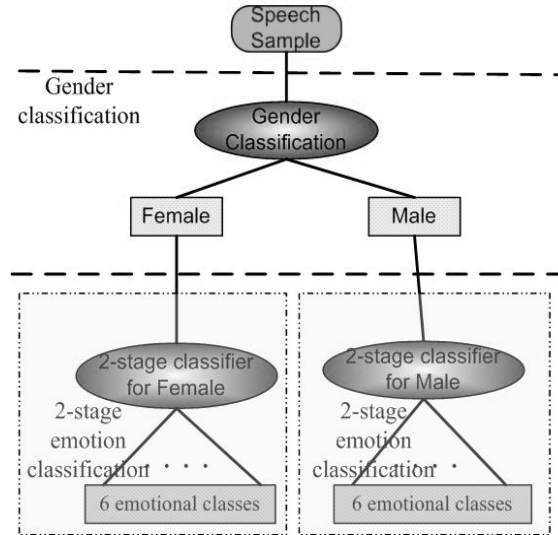 Speech
Sample
Gender
classification
Gender
Classification
Female
Male
2-stage classifier
for Female
2-stage
emotion
classification
. . . .
6 emotional classes
2-stage classifier
for Male
2-stage
emotion
classification
. . . .
6 emotional classes